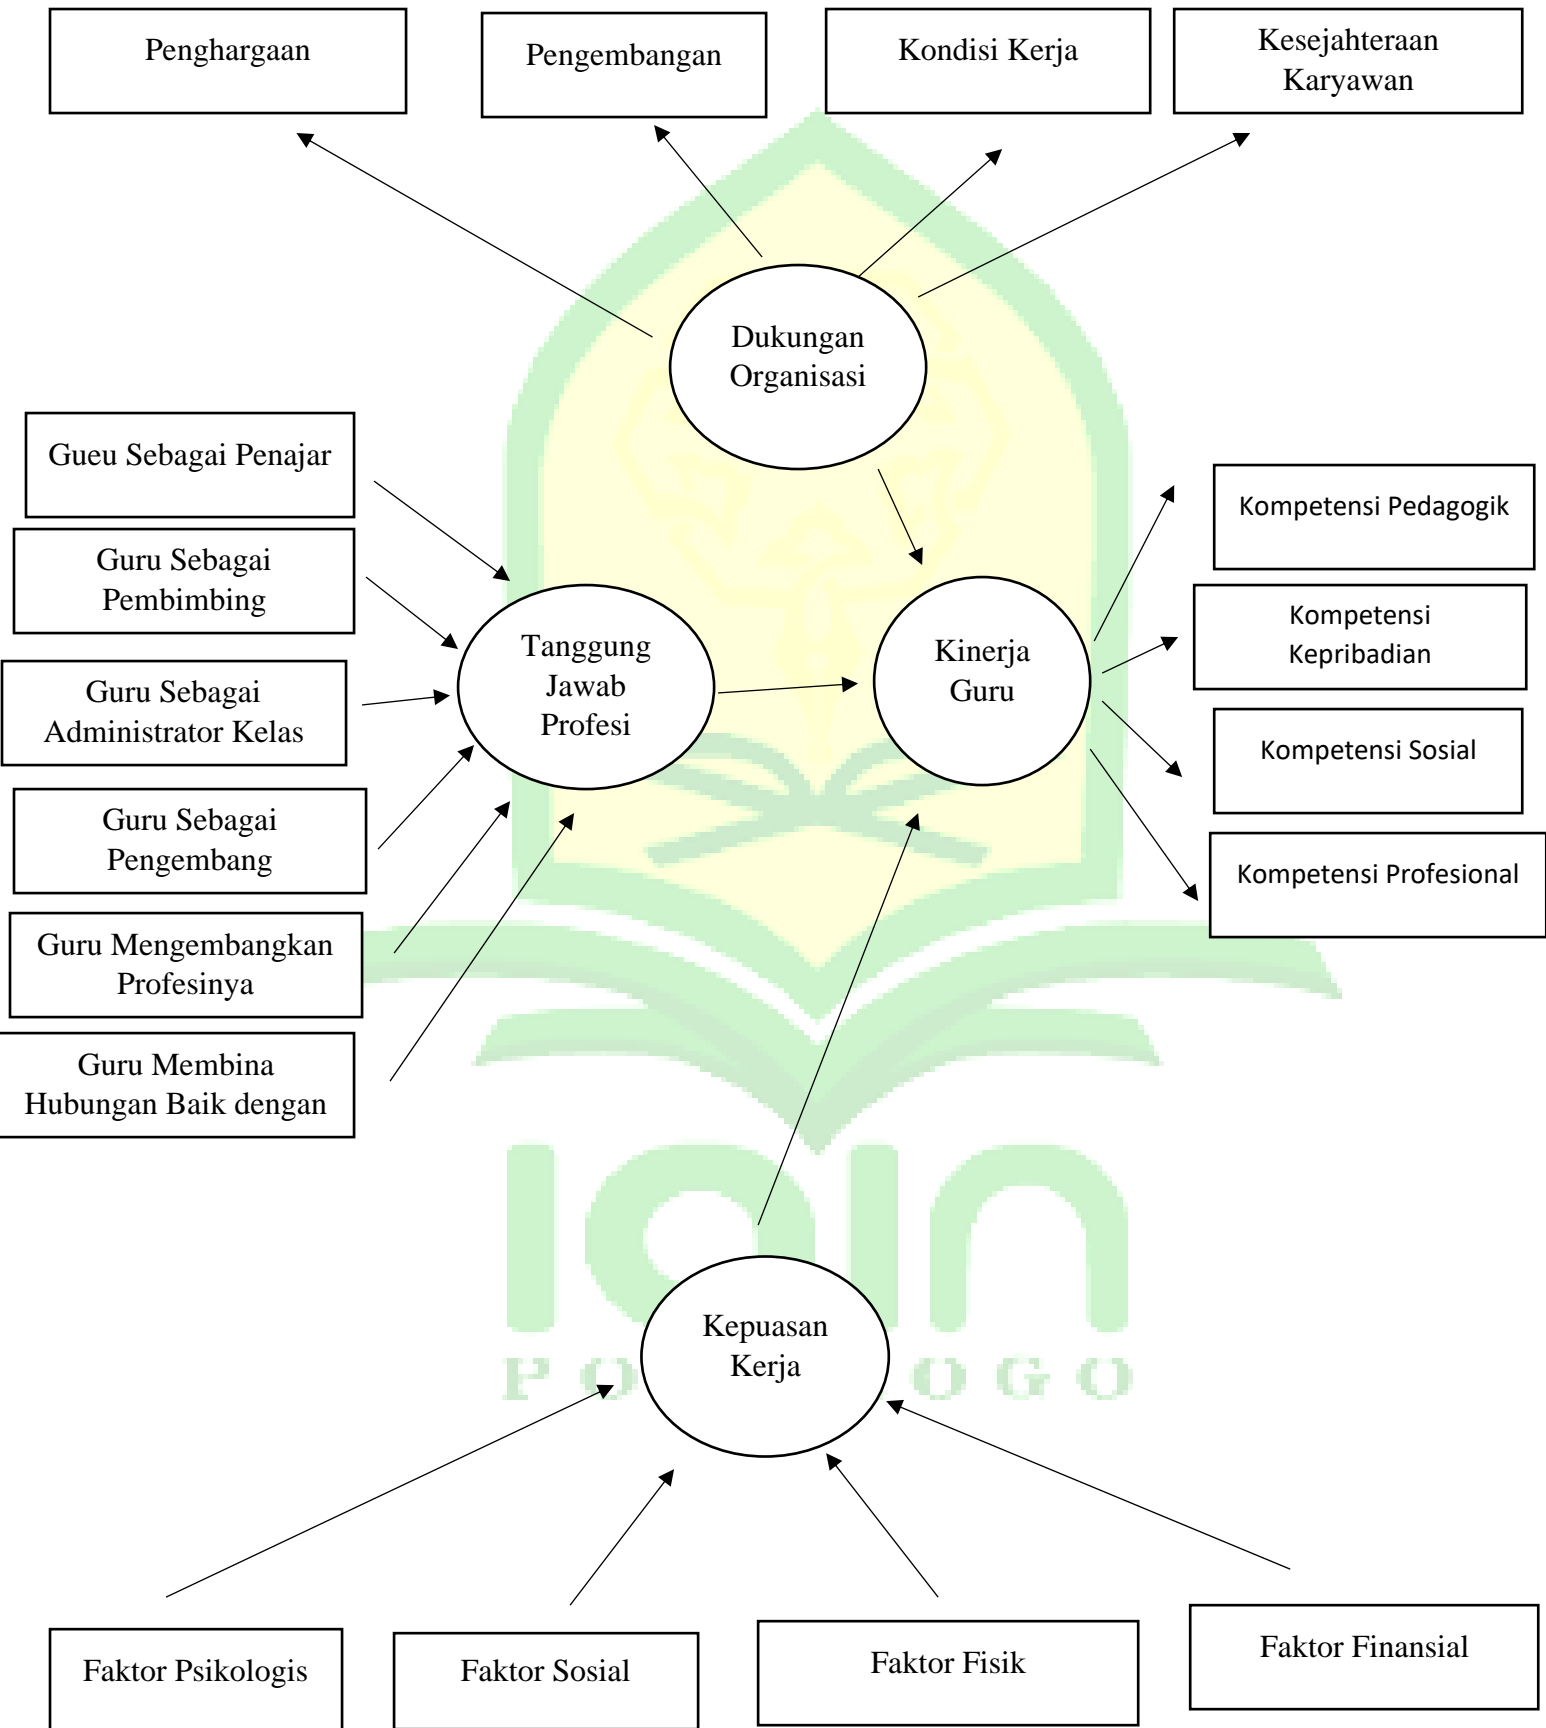 Penghargaan
Pengembangan
Kondisi Kerja
Kesejahteraan
Karyawan
Dukungan
Organisasi
Gueu Sebagai Penajar
Guru Sebagai
Pembimbing
Guru Sebagai
Administrator Kelas
Guru Sebagai
Pengembang
Guru Mengembangkan
Profesinya
Guru Membina
Hubungan Baik dengan
Tanggung
Jawab
Profesi
Kinerja
Guru
Kompetensi Pedagogik
Kompetensi
Kepribadian
Kompetensi Sosial
Kompetensi Profesional
iain
Kepuasan
Kerja
Faktor Psikologis
Faktor Sosial
Faktor Fisik
Faktor Finansial